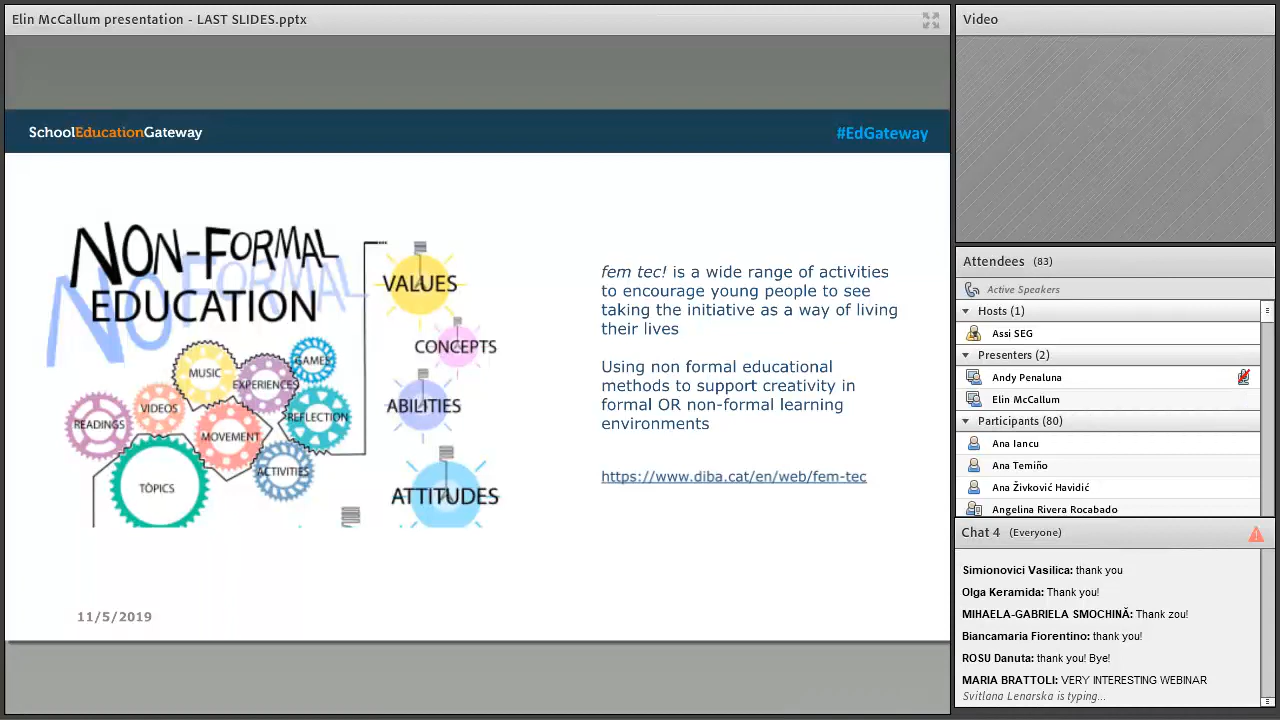 Elin McCallum presentation - LAST SLIDES.pptx
SchoolEducationGateway
#EdGateway
NON-FORMAL
EDUCATION
MUSIC
GAMES
EXPERIENCES
VIDEOS
REFLECTION
READINGS
MOVEMENT
ACTIVITIES
TÒPICS
VALUES
CONCEPTS
ABILITIES
ATTITUDES
fem tec! is a wide range of activities
to encourage young people to see
taking the initiative as a way of living
their lives
Using non formal educational
methods to support creativity in
formal OR non-formal learning
environments
https://www.diba.cat/en/web/fem-tec
11/5/2019
Video
Attendees (83)
Active Speakers
Hosts (1)
Assi SEG
Presenters (2)
Andy Penaluna
Elin McCallum
Participants (80)
Ana Iancu
Ana Temiño
Ana Živković Havidić
Angelina Rivera Rocabado
Chat 4 (Everyone)
Simionovici Vasilica: thank you
Olga Keramida: Thank you!
MIHAELA-GABRIELA SMOCHINĂ: Thank zou!
Biancamaria Fiorentino: thank you!
ROSU Danuta: thank you! Bye!
MARIA BRATTOLI: VERY INTERESTING WEBINAR
Svitlana Lenarska is typing...